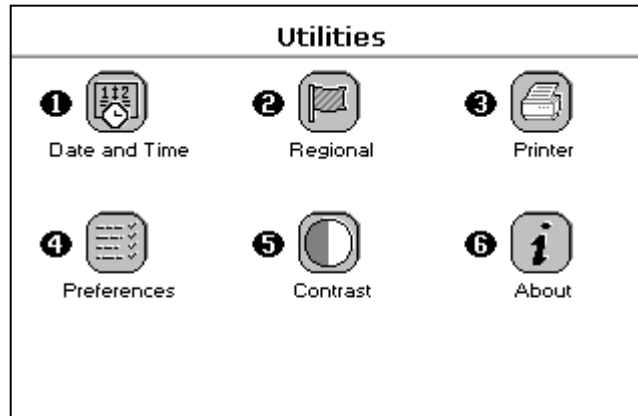 Utilities
1 2 3
Date and Time Regional Printer
4 5 6
Preferences Contrast About